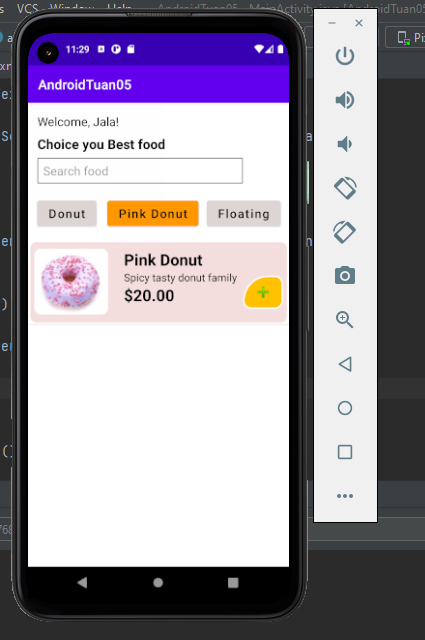 VCS Window Help AndroidTuan05 MainActivity.java [AndroidTuan05
11:29
AndroidTuan05
Welcome, Jala!
Choice you Best food
Search food
Donut Pink Donut Floating
Pink Donut
Spicy tasty donut family
$20.00